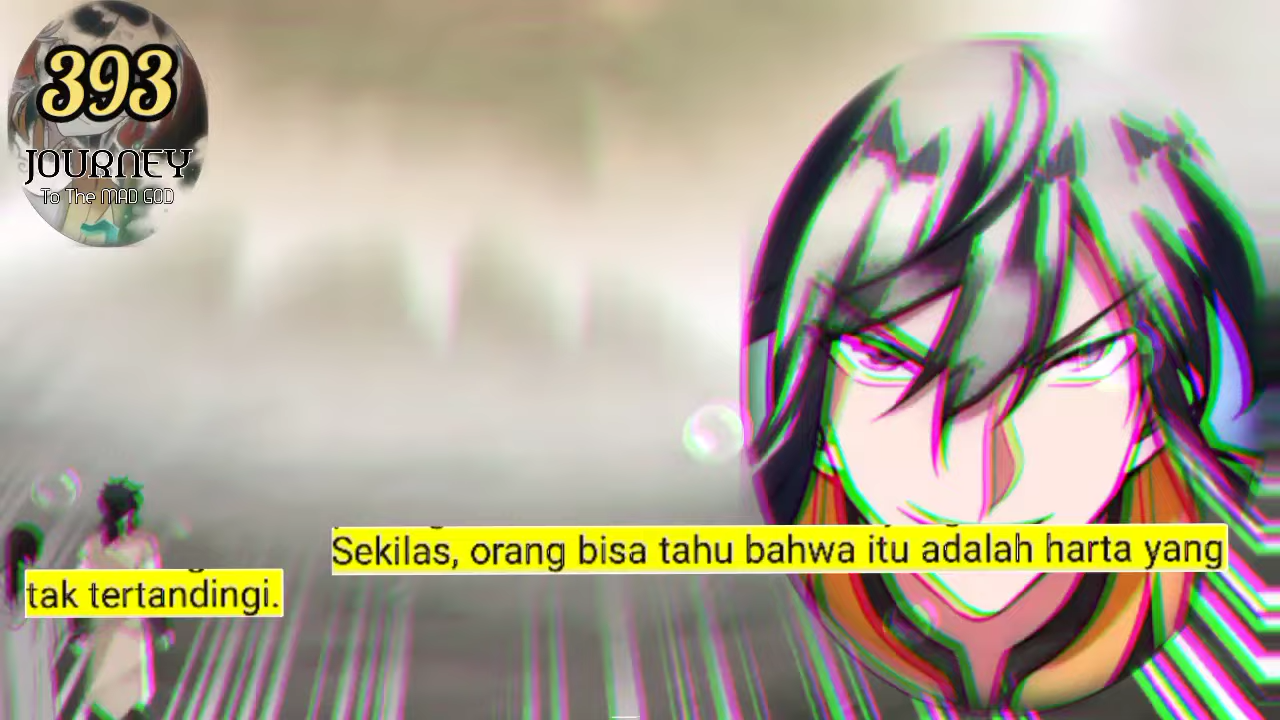 393
JOURNEY
To The MAD GOD
Sekilas, orang bisa tahu bahwa itu adalah harta yang
tak tertandingi.